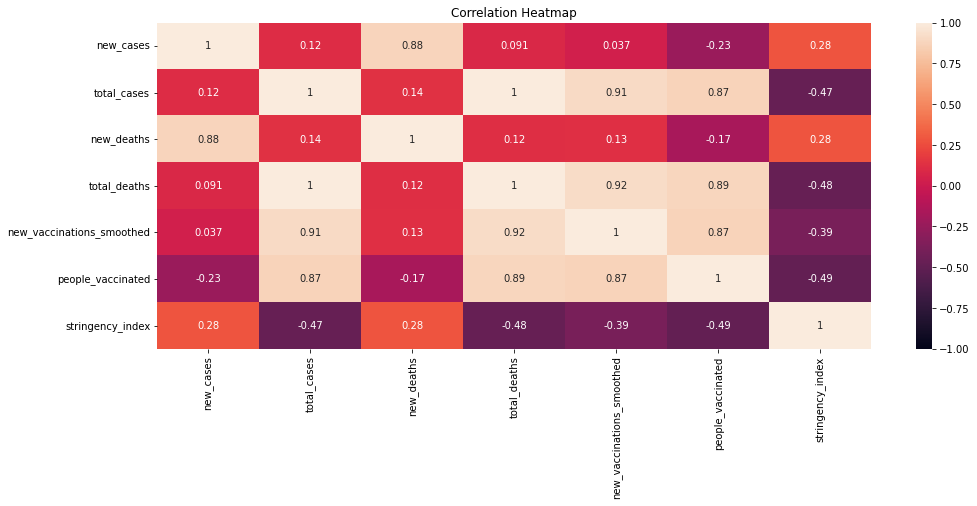 Correlation Heatmap
new_cases 1 0.12 0.88 0.091 0.037 -0.23 0.28
total_cases 0.12 1 0.14 1 0.91 0.87 -0.47
new_deaths 0.88 0.14 1 0.12 0.13 -0.17 0.28
total_deaths 0.091 1 0.12 1 0.92 0.89 -0.48
new_vaccinations_smoothed 0.037 0.91 0.13 0.92 1 0.87 -0.39
people_vaccinated -0.23 0.87 -0.17 0.89 0.87 1 -0.49
stringency_index 0.28 -0.47 0.28 -0.48 -0.39 -0.49 1
new_cases
total_cases
new_deaths
total_deaths
new_vaccinations_smoothed
people_vaccinated
stringency_index
1.00
0.75
0.50
0.25
0.00
−0.25
−0.50
−0.75
−1.00